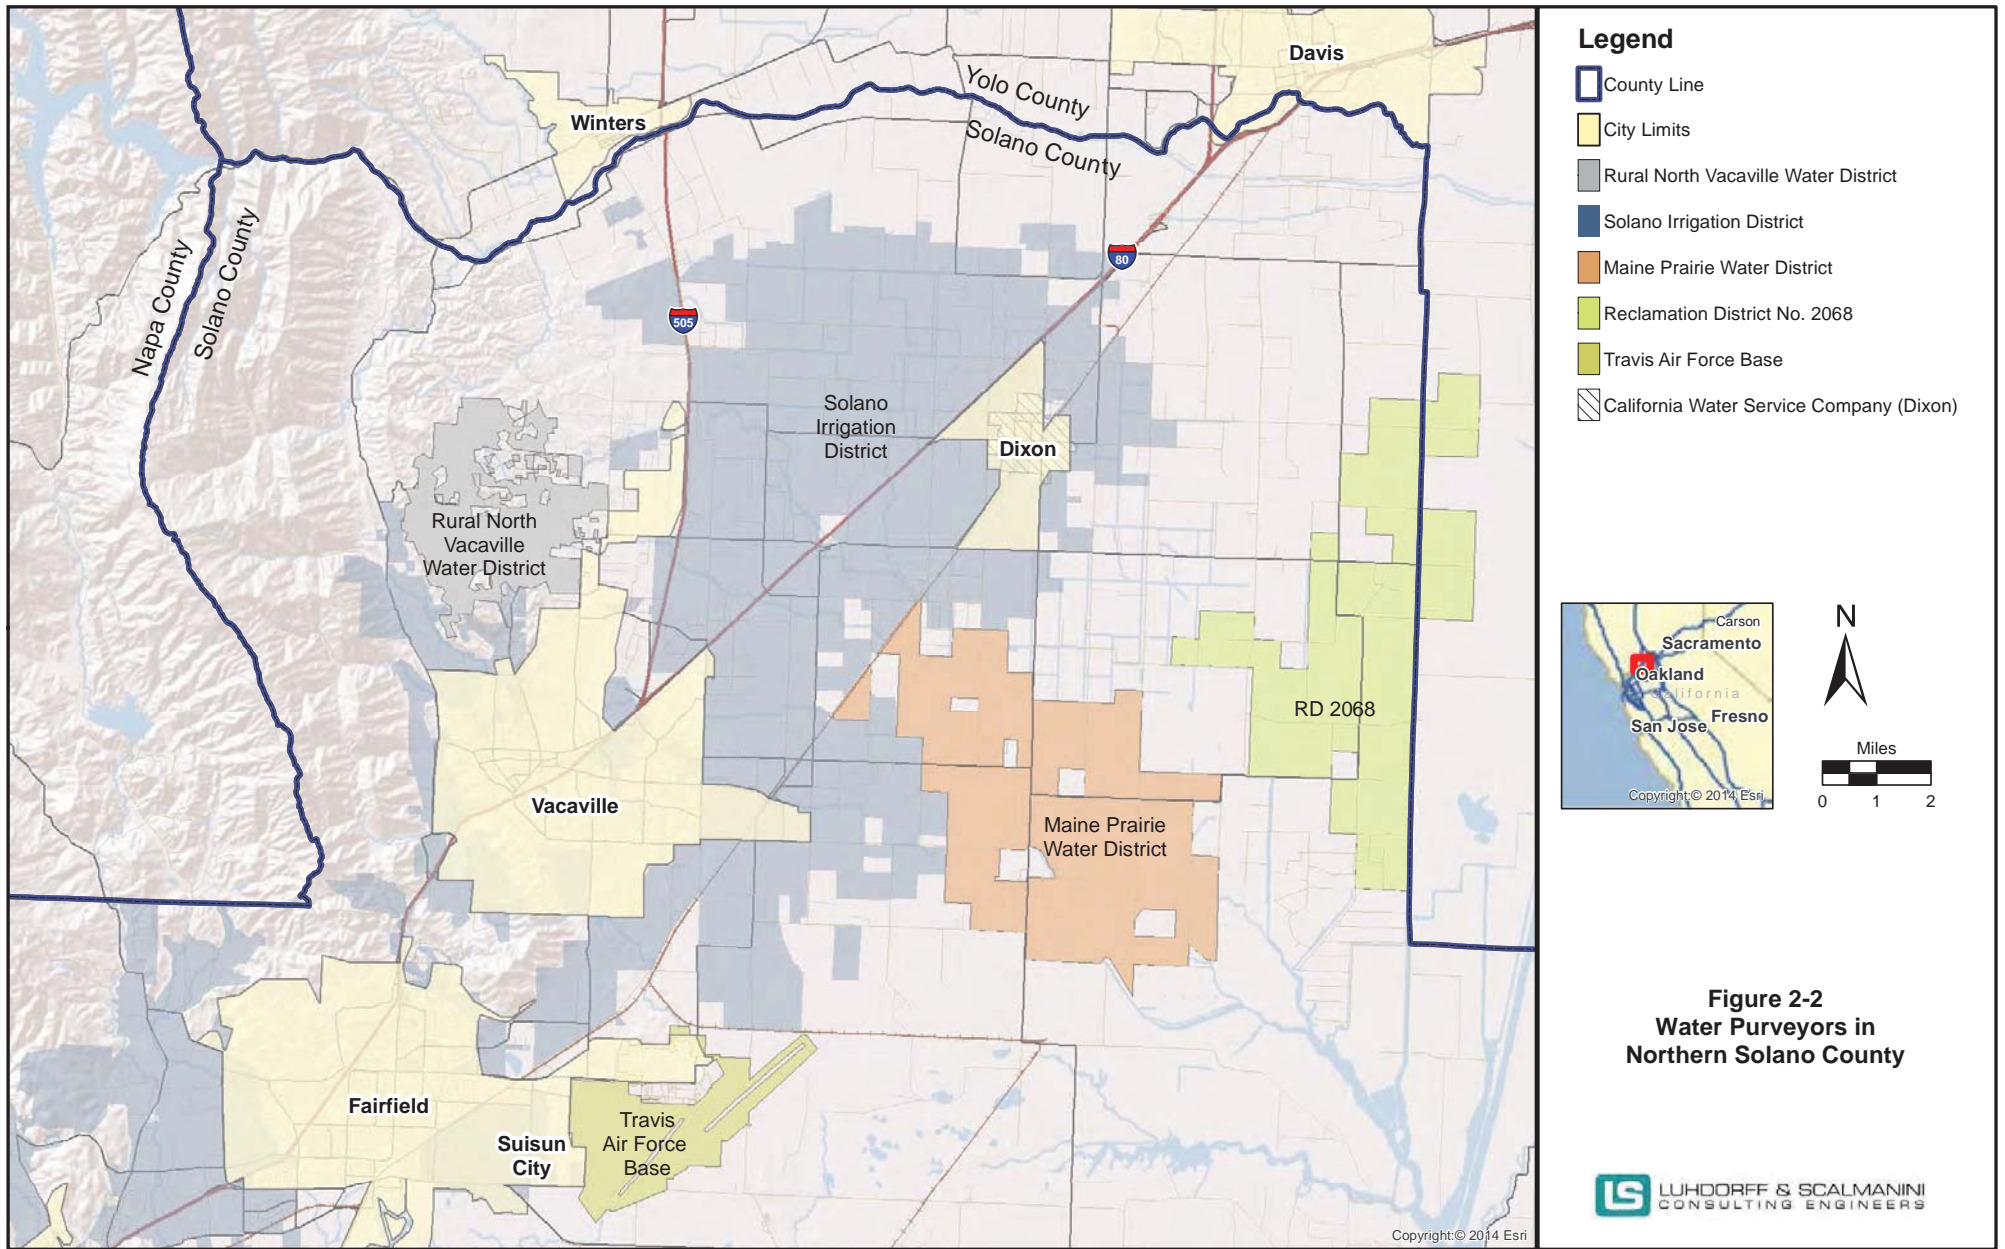 Davis
Yolo County
Solano County
Winters
Napa County
Solano County
80
505
Solano
Irrigation
District
Dixon
Rural North
Vacaville
Water District
RD 2068
Vacaville
Maine Prairie
Water District
Fairfield
Suisun
City
Travis
Air Force
Base
Copyright:© 2014 Esri
Legend
County Line
City Limits
Rural North Vacaville Water District
Solano Irrigation District
Maine Prairie Water District
Reclamation District No. 2068
Travis Air Force Base
California Water Service Company (Dixon)
Carson
Sacramento
Oakland
California
San Jose
Fresno
Copyright:© 2014 Esri
N
Miles
0 1 2
Figure 2-2
Water Purveyors in
Northern Solano County
LS
LUHDORFF & SCALMANINI
CONSULTING ENGINEERS